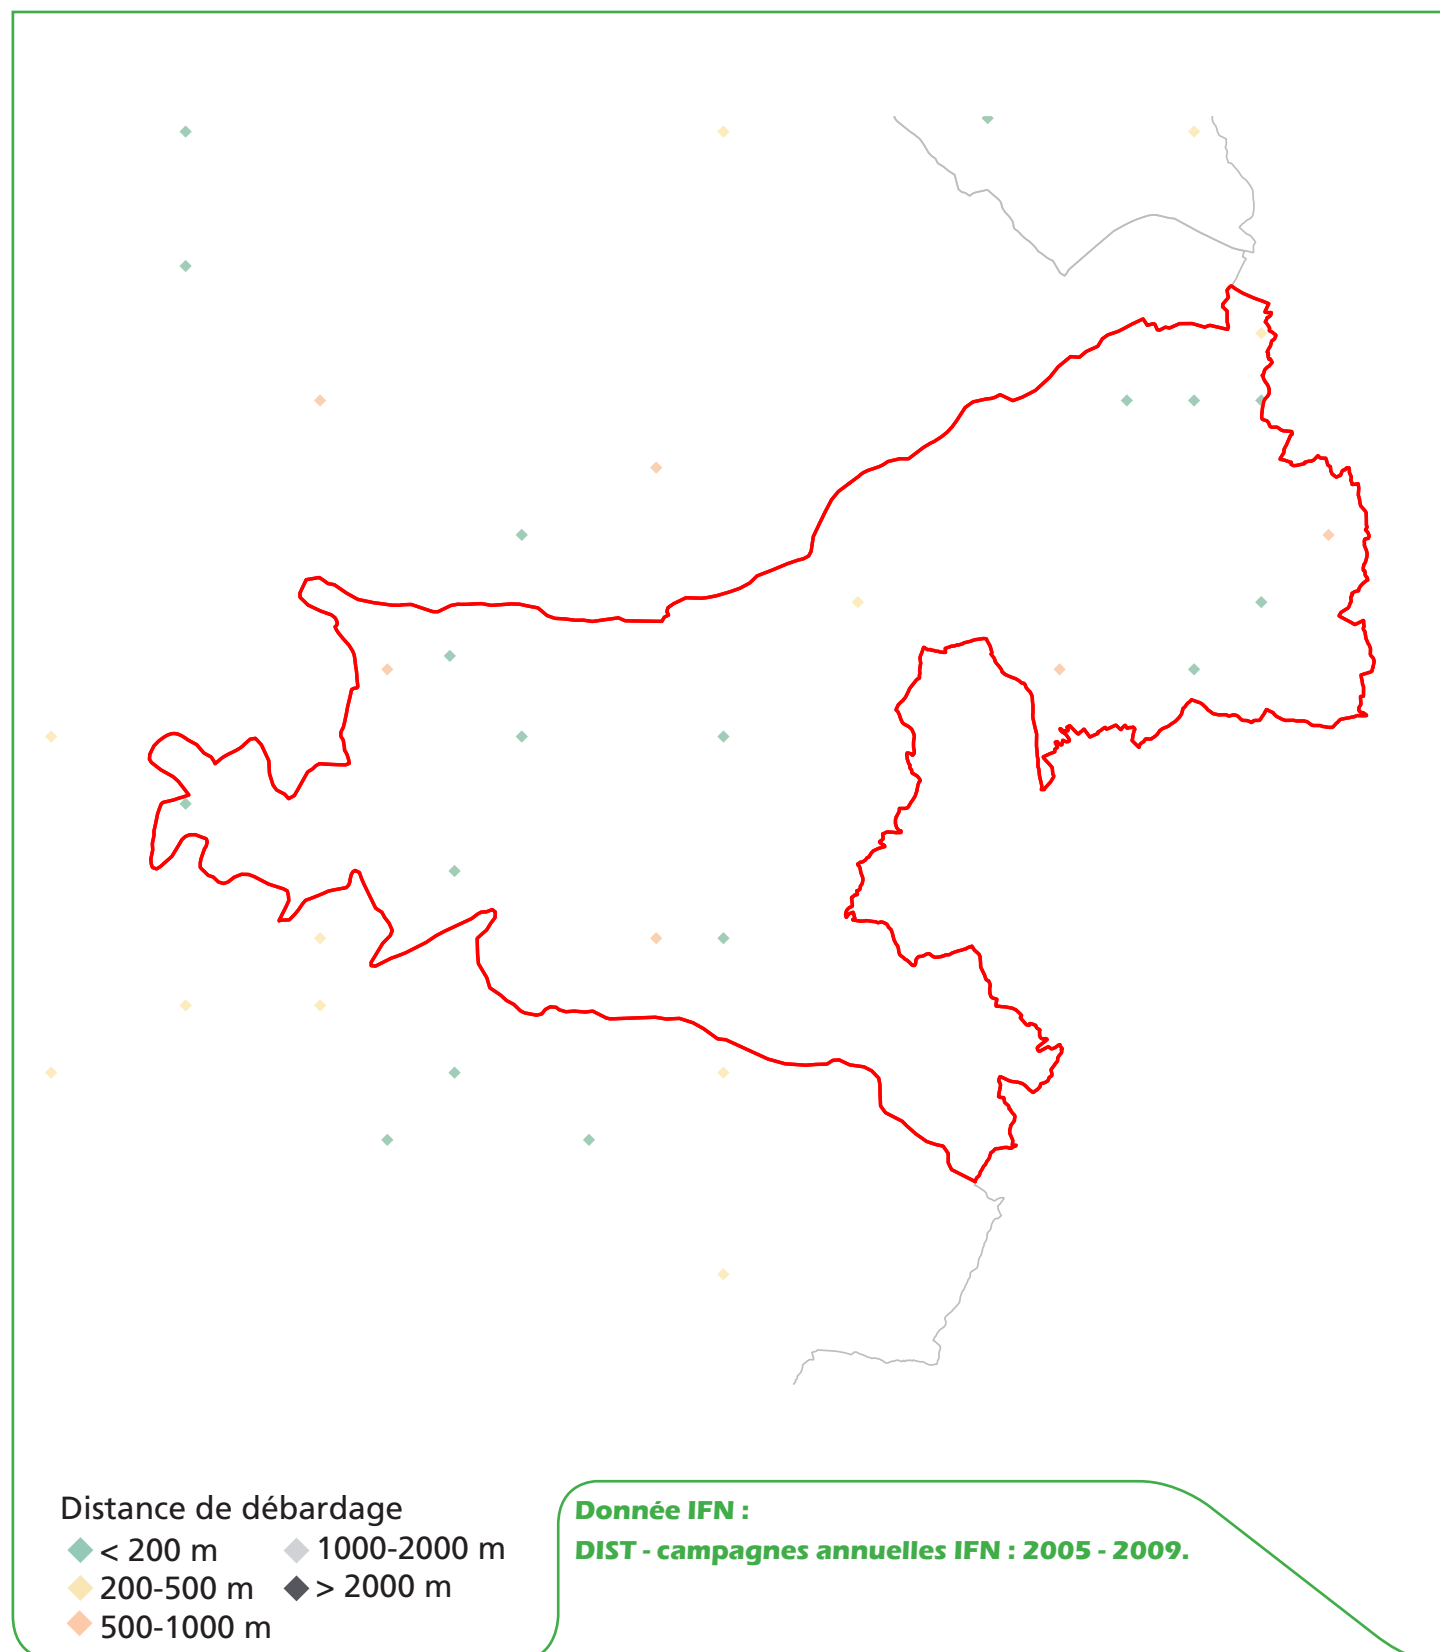 Distance de débardage
< 200 m
200-500 m
500-1000 m
1000-2000 m
> 2000 m
Donnée IFN :
DIST - campagnes annuelles IFN : 2005 - 2009.